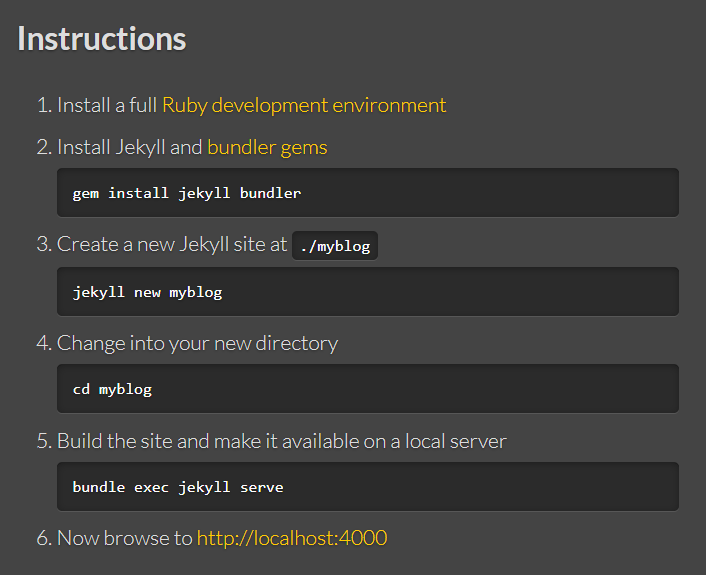 Instructions
1. Install a full Ruby development environment
2. Install Jekyll and bundler gems
gem install jekyll bundler
3. Create a new Jekyll site at ./myblog
jekyll new myblog
4. Change into your new directory
cd myblog
5. Build the site and make it available on a local server
bundle exec jekyll serve
6. Now browse to http://localhost:4000